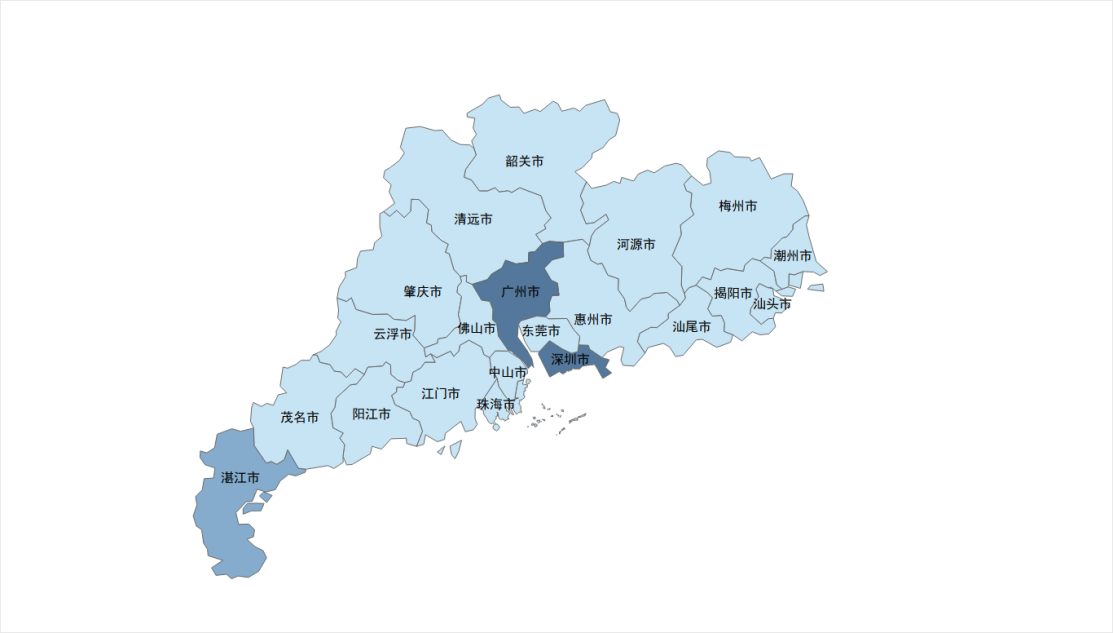 韶关市
梅州市
清远市
河源市
潮州市
肇庆市
广州市
揭阳市
汕头市
惠州市
汕尾市
佛山市
东莞市
云浮市
深圳市
中山市
江门市
珠海市
阳江市
茂名市
湛江市